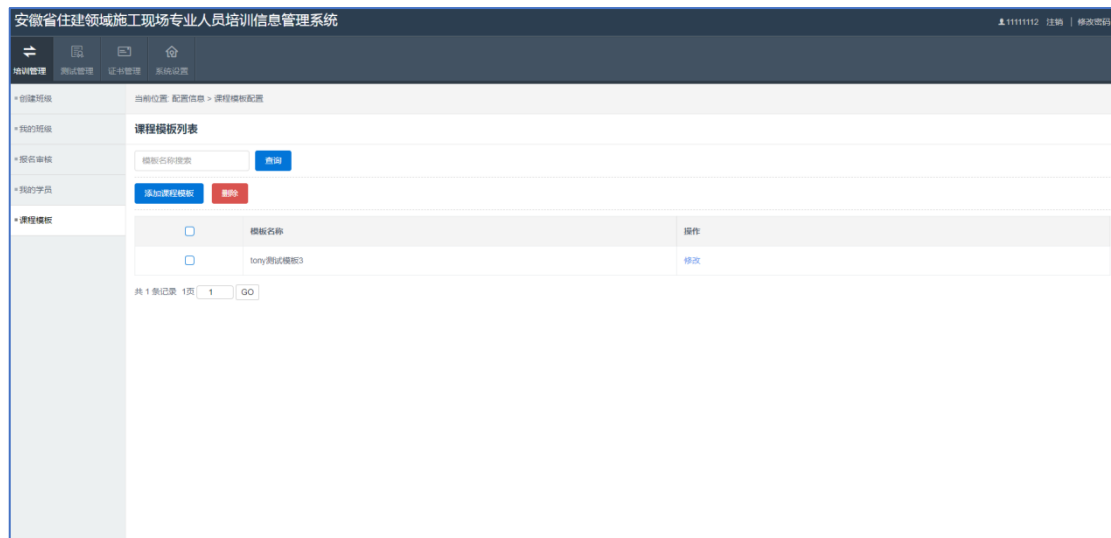 安徽省住建领域施工现场专业人员培训信息管理系统
11111112 注销 | 修改密码
培训管理 测试管理 证书管理 系统设置
创建班级
我的班级
报名审核
我的学员
课程模板
当前位置: 配置信息 > 课程模板配置
课程模板列表
模板名称搜索 查询
添加课程模板 删除
模板名称 操作
tony测试模板3 修改
共 1 条记录 1页 1 GO